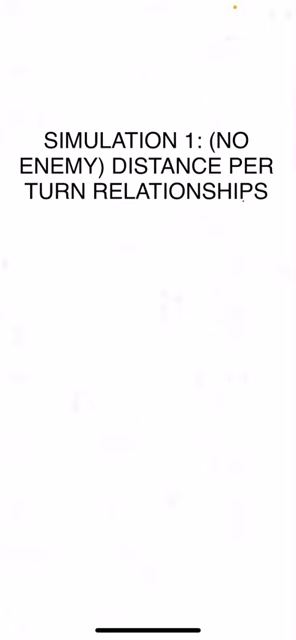 SIMULATION 1: (NO
ENEMY) DISTANCE PER
TURN RELATIONSHIPS